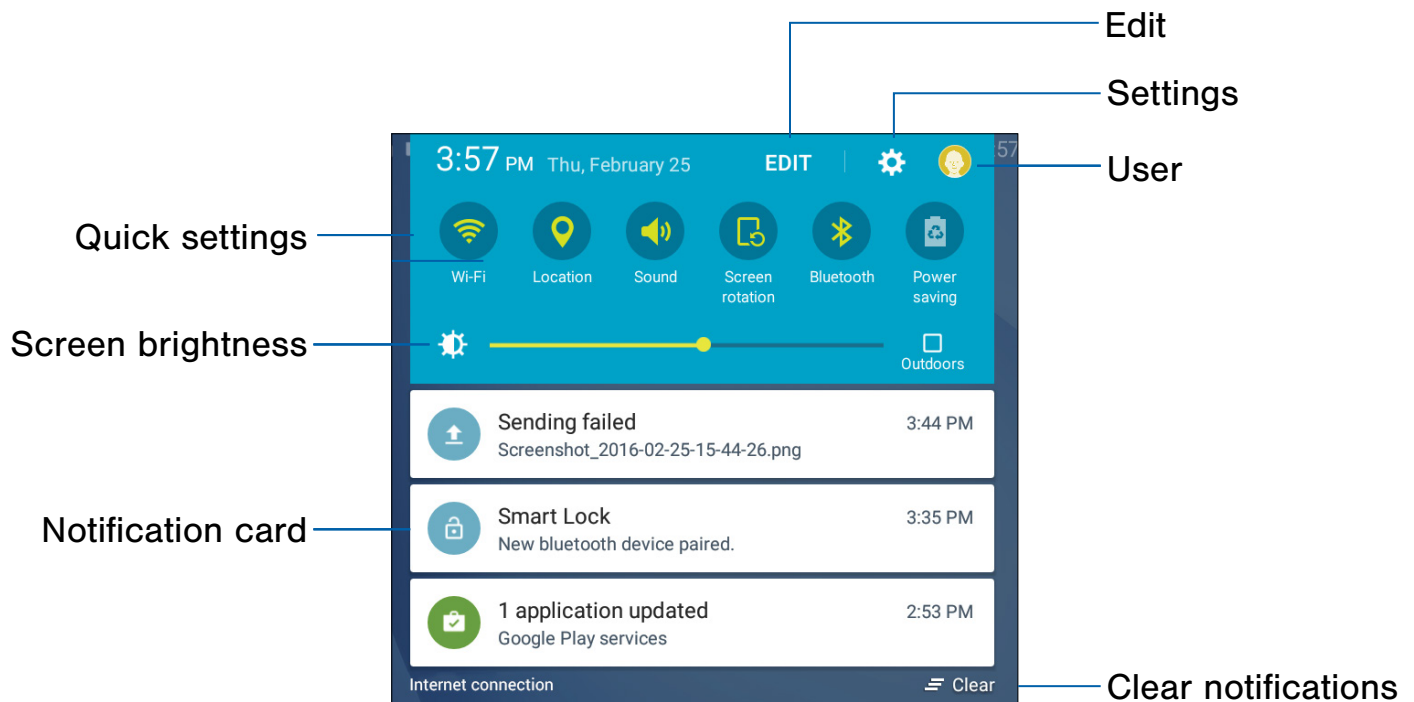 Edit
Settings
User
3:57 PM Thu, February 25 EDIT
57
Quick settings
Wi-Fi
Location
Sound
Screen
rotation
Bluetooth
Power
saving
Screen brightness
Outdoors
Sending failed 3:44 PM
Screenshot_2016-02-25-15-44-26.png
Notification card
Smart Lock 3:35 PM
New bluetooth device paired.
1 application updated 2:53 PM
Google Play services
Internet connection
Clear
Clear notifications